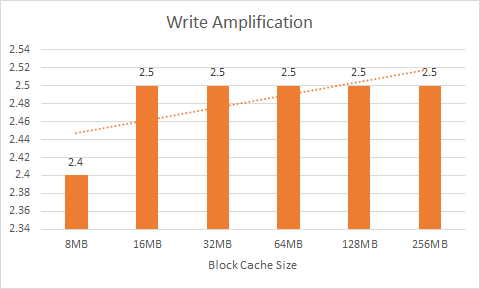 Write Amplification
2.54
2.52
2.5
2.48
2.46
2.44
2.42
2.4
2.38
2.36
2.34
2.4
2.5
2.5
2.5
2.5
2.5
8MB
16MB
32MB
64MB
128MB
256MB
Block Cache Size